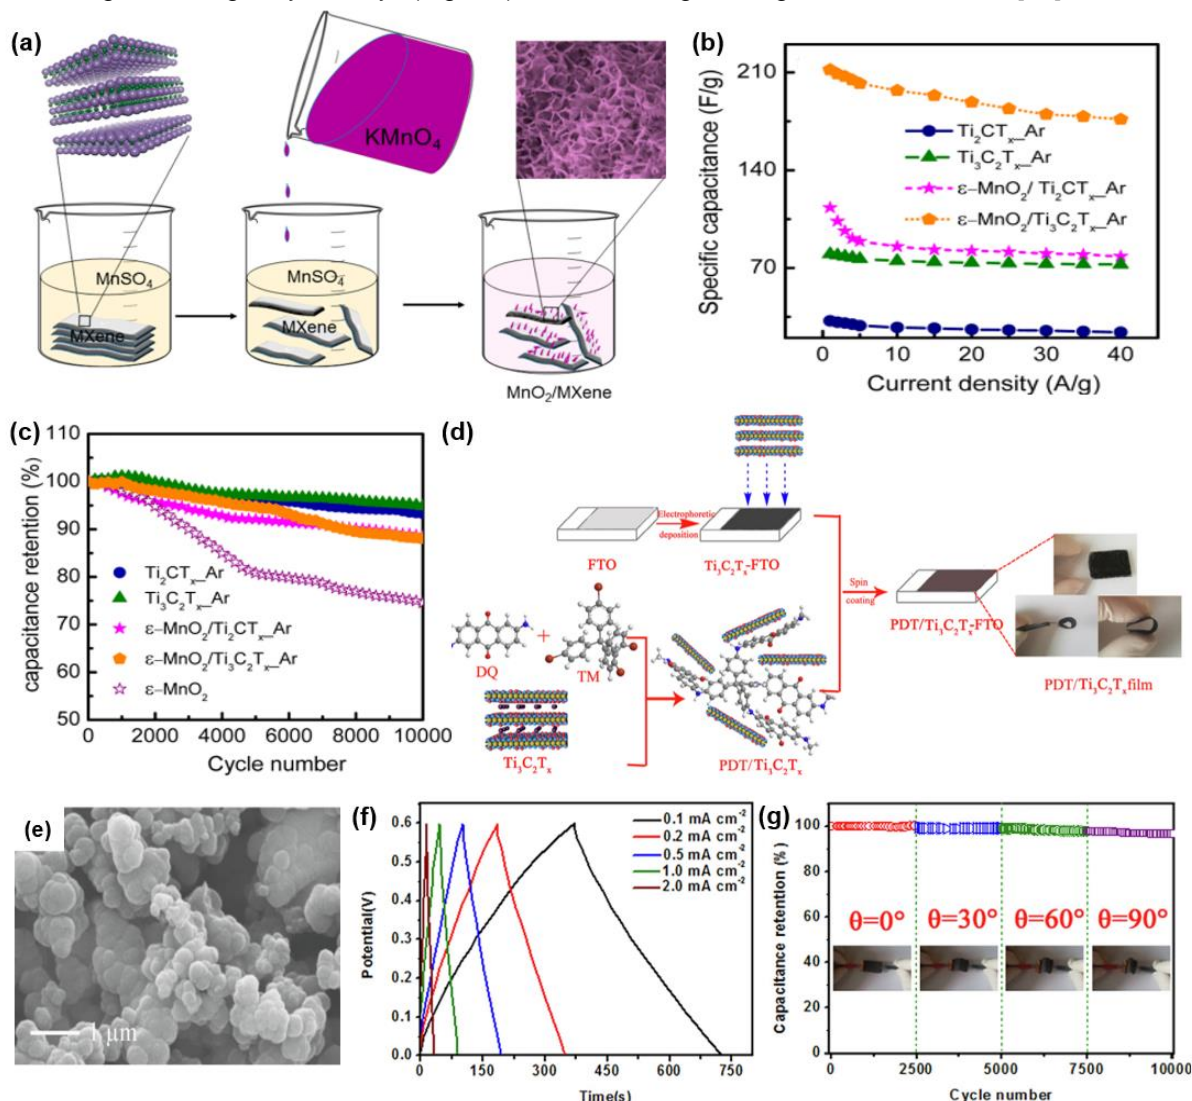 (a)
KMnO₄
MnSO₄
MXene
MnSO₄
MXene
MnO₂/MXene
(b)
Specific capacitance (F/g)
210
140
70
Ti₂CTₓ_Ar
Ti₃C₂Tₓ_Ar
ε–MnO₂/ Ti₂CTₓ_Ar
ε–MnO₂/Ti₃C₂Tₓ_Ar
0 10 20 30 40
Current density (A/g)
(c)
capacitance retention (%)
110
100
90
80
75
70
60
50
Ti₂CTₓ_Ar
Ti₃C₂Tₓ_Ar
ε–MnO₂/Ti₂CTₓ_Ar
ε–MnO₂/Ti₃C₂Tₓ_Ar
ε–MnO₂
0 2000 4000 6000 8000 10000
Cycle number
(d)
FTO
Electrophoretic
deposition
Ti₃C₂Tₓ-FTO
DQ
+
TM
Ti₃C₂Tₓ
PDT/Ti₃C₂Tₓ
Spin
coating
PDT/Ti₃C₂Tₓ-FTO
PDT/Ti₃C₂Tₓfilm
(e)
1 μm
(f)
Potential(V)
0.6
0.5
0.3
0.2
0.1
0.0
0.1 mA cm⁻²
0.2 mA cm⁻²
0.5 mA cm⁻²
1.0 mA cm⁻²
2.0 mA cm⁻²
0 150 300 450 600 750
Time(s)
(g)
Capacitance retention (%)
100
80
60
40
20
0
θ=0°
θ=30°
θ=60°
θ=90°
0 2500 5000 7500 10000
Cycle number